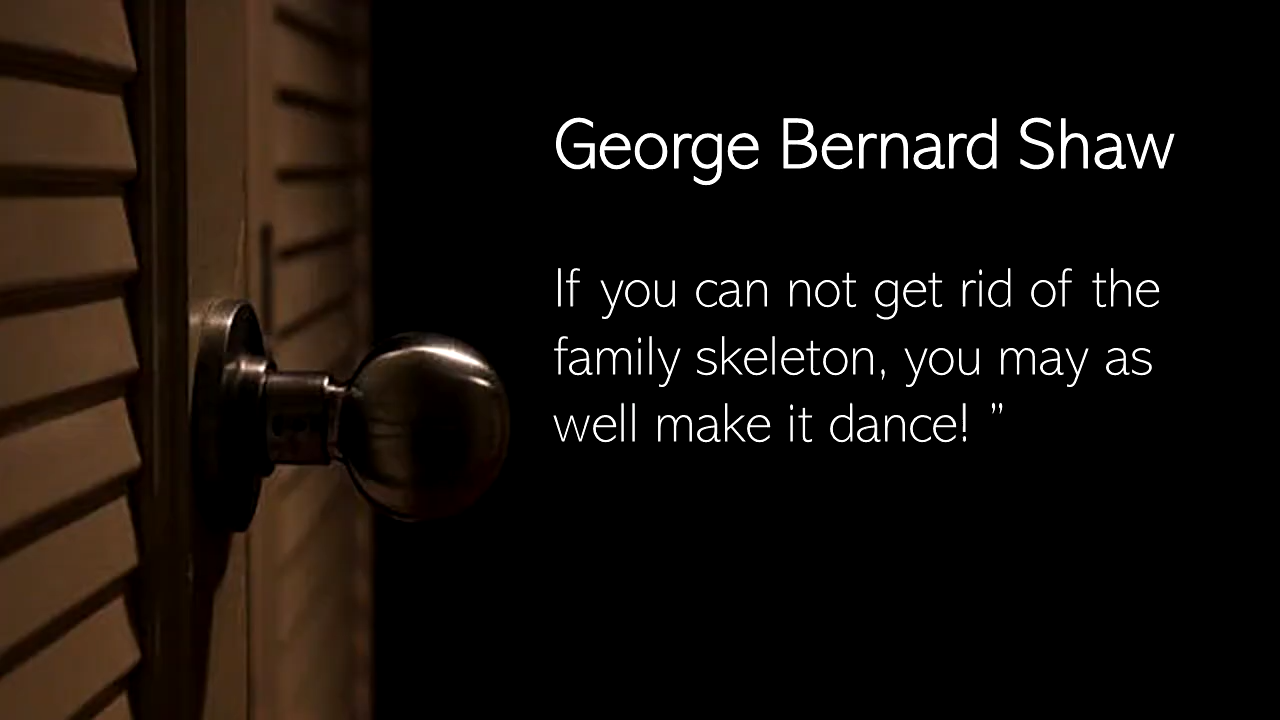 George Bernard Shaw
If you can not get rid of the
family skeleton, you may as
well make it dance! ”